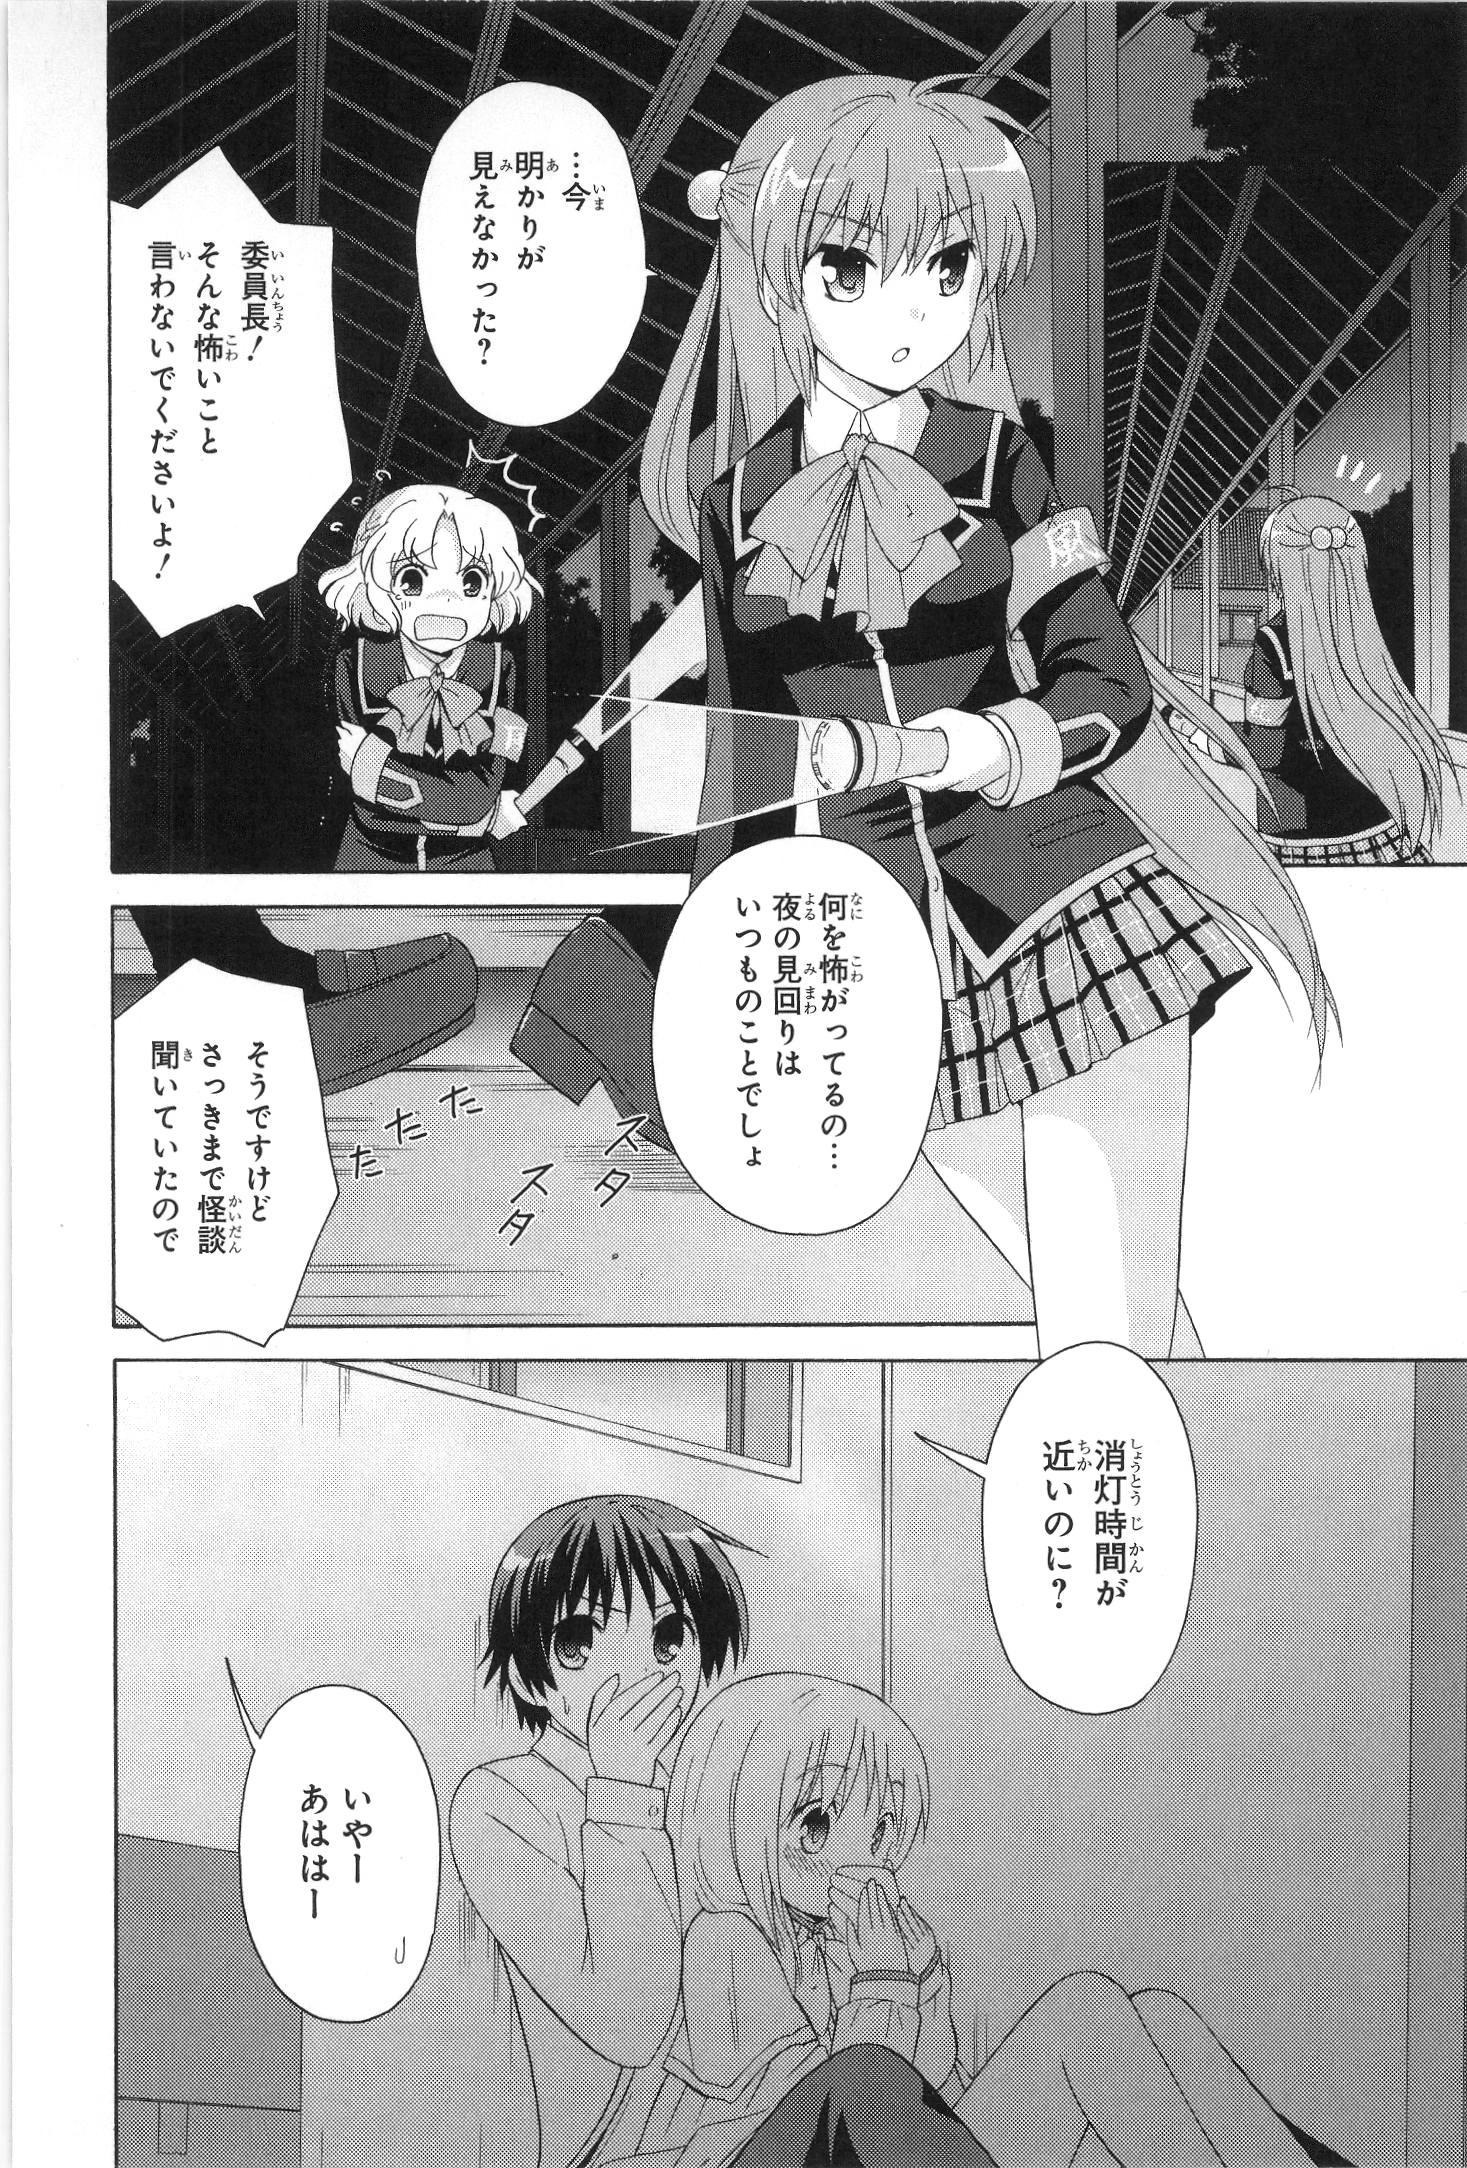 …今
明かりが
見えなかった?
委員長!
そんな怖いこと
言わないでくださいよ!
風
何を怖がってるの…
夜の見回りは
いつものことでしょ
スタ
スタ
た
た
た
そうですけど
さっきまで怪談
聞いていたので
消灯時間が
近いのに?
いやー
あははー